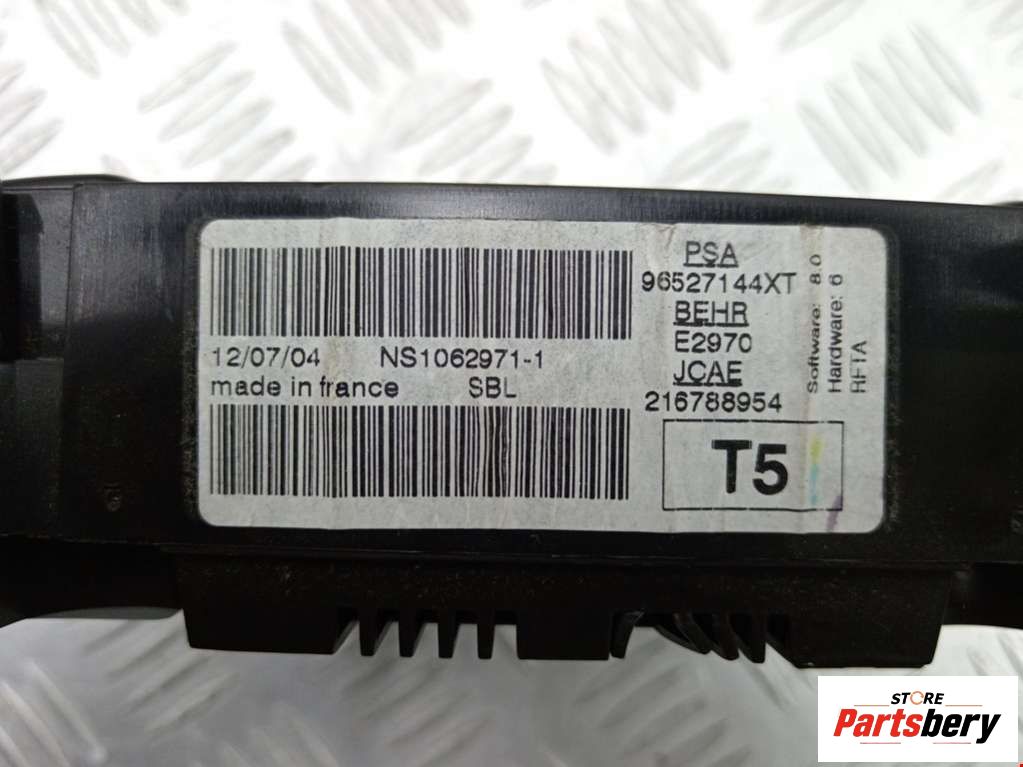 PSA
96527144XT
BEHR
E2970
JCAE
216788954
T5
12/07/04 NS1062971-1
made in france SBL
Software: 8.0
Hardware: 6
RFTA
STORE
Partsbery